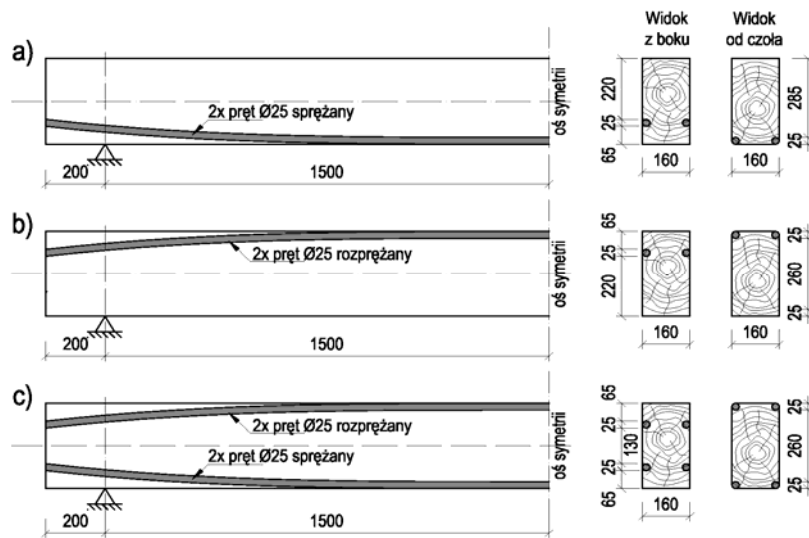 Widok z boku
Widok od czoła
a)
2x pręt Ø25 sprężany
oś symetrii
200
1500
220
25
65
160
285
25
160
b)
2x pręt Ø25 rozprężany
oś symetrii
200
1500
65
25
220
160
25
260
25
160
c)
2x pręt Ø25 rozprężany
2x pręt Ø25 sprężany
oś symetrii
200
1500
65
25
130
25
65
160
25
260
25